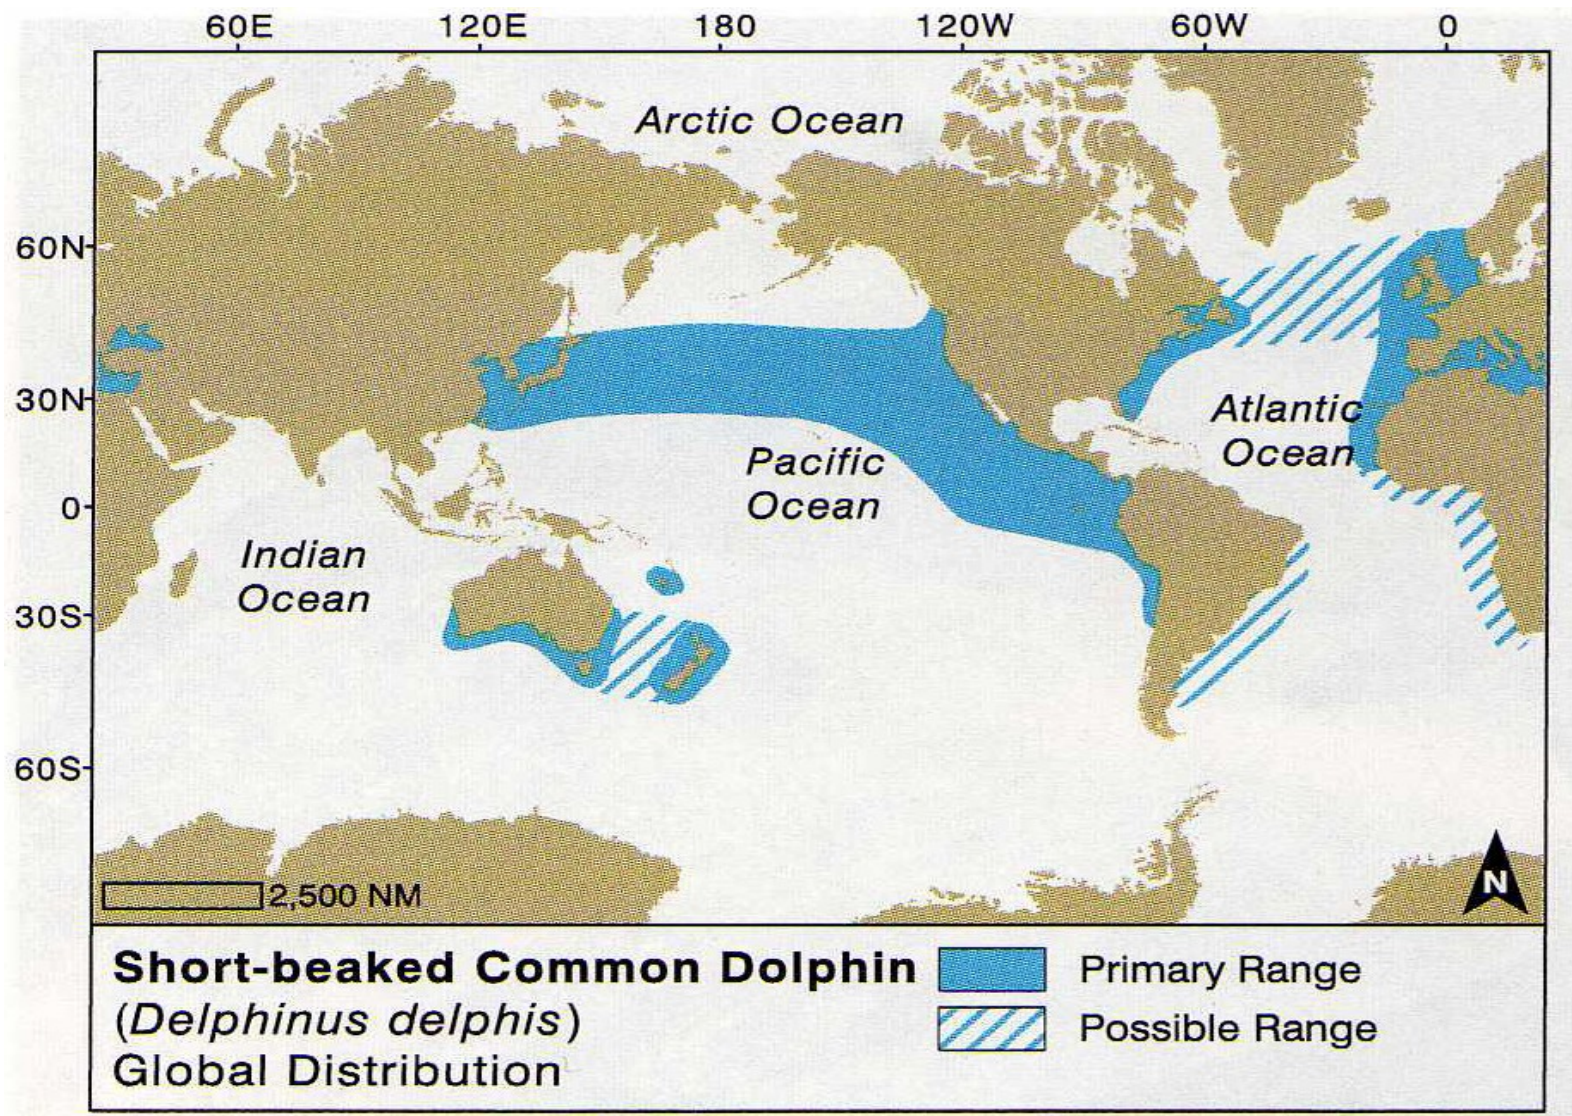 60E 120E 180 120W 60W 0
Arctic Ocean
60N
30N
Atlantic
Ocean
Pacific
Ocean
0
Indian
Ocean
30S
60S
2,500 NM
N
Short-beaked Common Dolphin
(Delphinus delphis)
Global Distribution
Primary Range
Possible Range